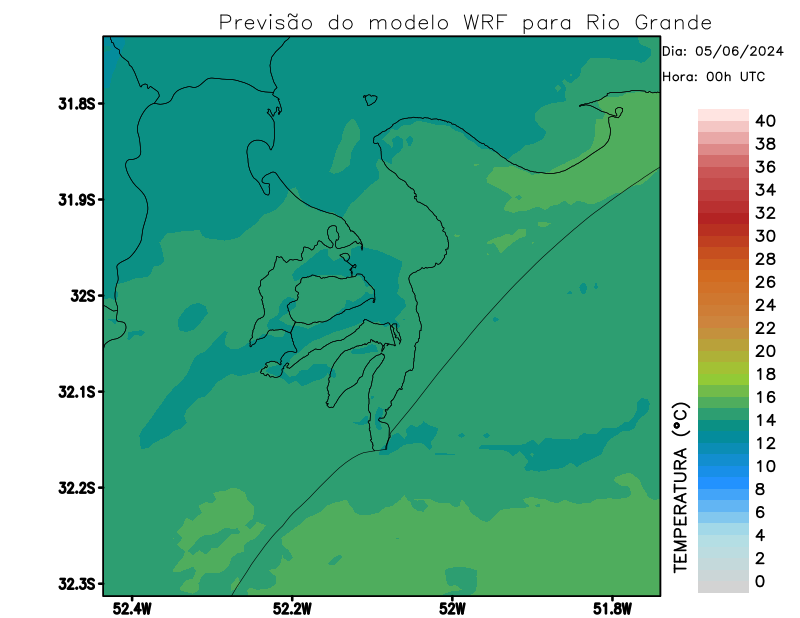 Previsão do modelo WRF para Rio Grande
Dia: 05/06/2024
Hora: 00h UTC
31.8S
31.9S
32S
32.1S
32.2S
32.3S
52.4W
52.2W
52W
51.8W
TEMPERATURA (°C)
40
38
36
34
32
30
28
26
24
22
20
18
16
14
12
10
8
6
4
2
0